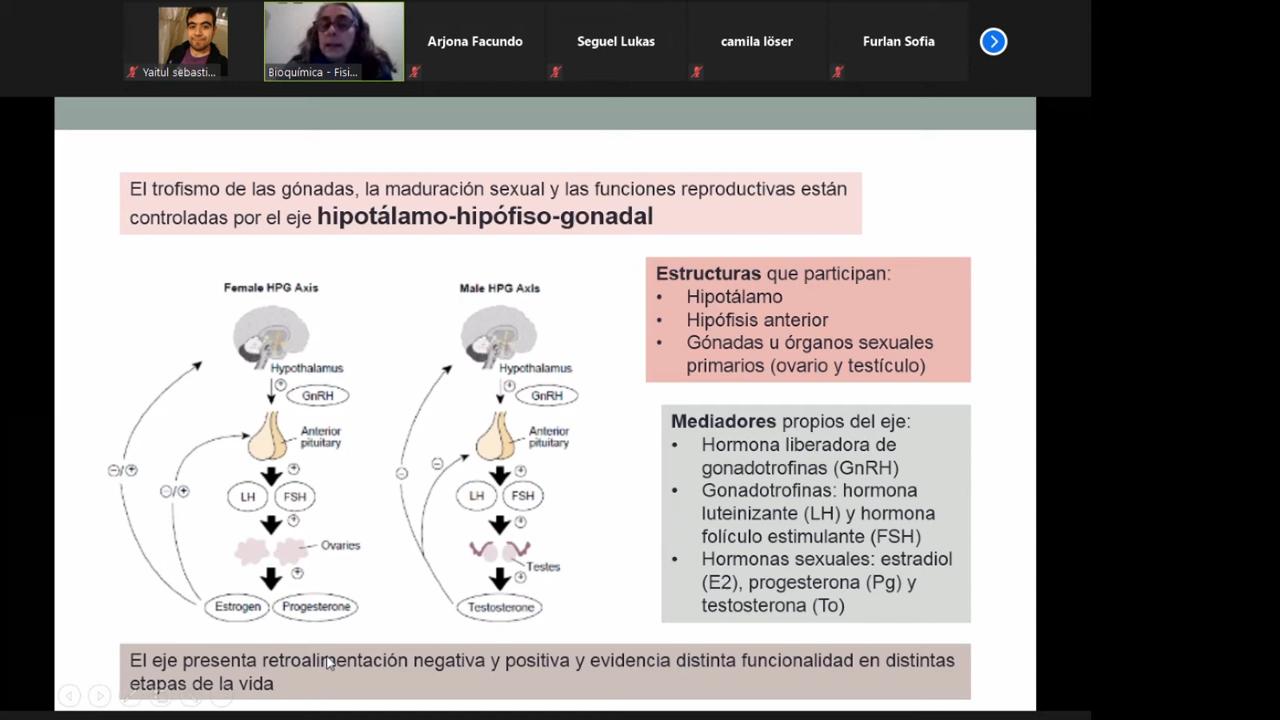 Arjona Facundo
Seguel Lukas
camila löser
Furlan Sofia
Yaitul sebasti...
Bioquímica - Fisi...
El trofismo de las gónadas, la maduración sexual y las funciones reproductivas están
controladas por el eje hipotálamo-hipófiso-gonadal
Female HPG Axis
Hypothalamus
GnRH
Anterior
pituitary
LH
FSH
Ovaries
Estrogen
Progesterone
Male HPG Axis
Hypothalamus
GnRH
Anterior
pituitary
LH
FSH
Testes
Testosterone
Estructuras que participan:
• Hipotálamo
• Hipófisis anterior
• Gónadas u órganos sexuales
primarios (ovario y testículo)
Mediadores propios del eje:
• Hormona liberadora de
gonadotrofinas (GnRH)
• Gonadotrofinas: hormona
luteinizante (LH) y hormona
folículo estimulante (FSH)
• Hormonas sexuales: estradiol
(E2), progesterona (Pg) y
testosterona (To)
El eje presenta retroalimentación negativa y positiva y evidencia distinta funcionalidad en distintas
etapas de la vida